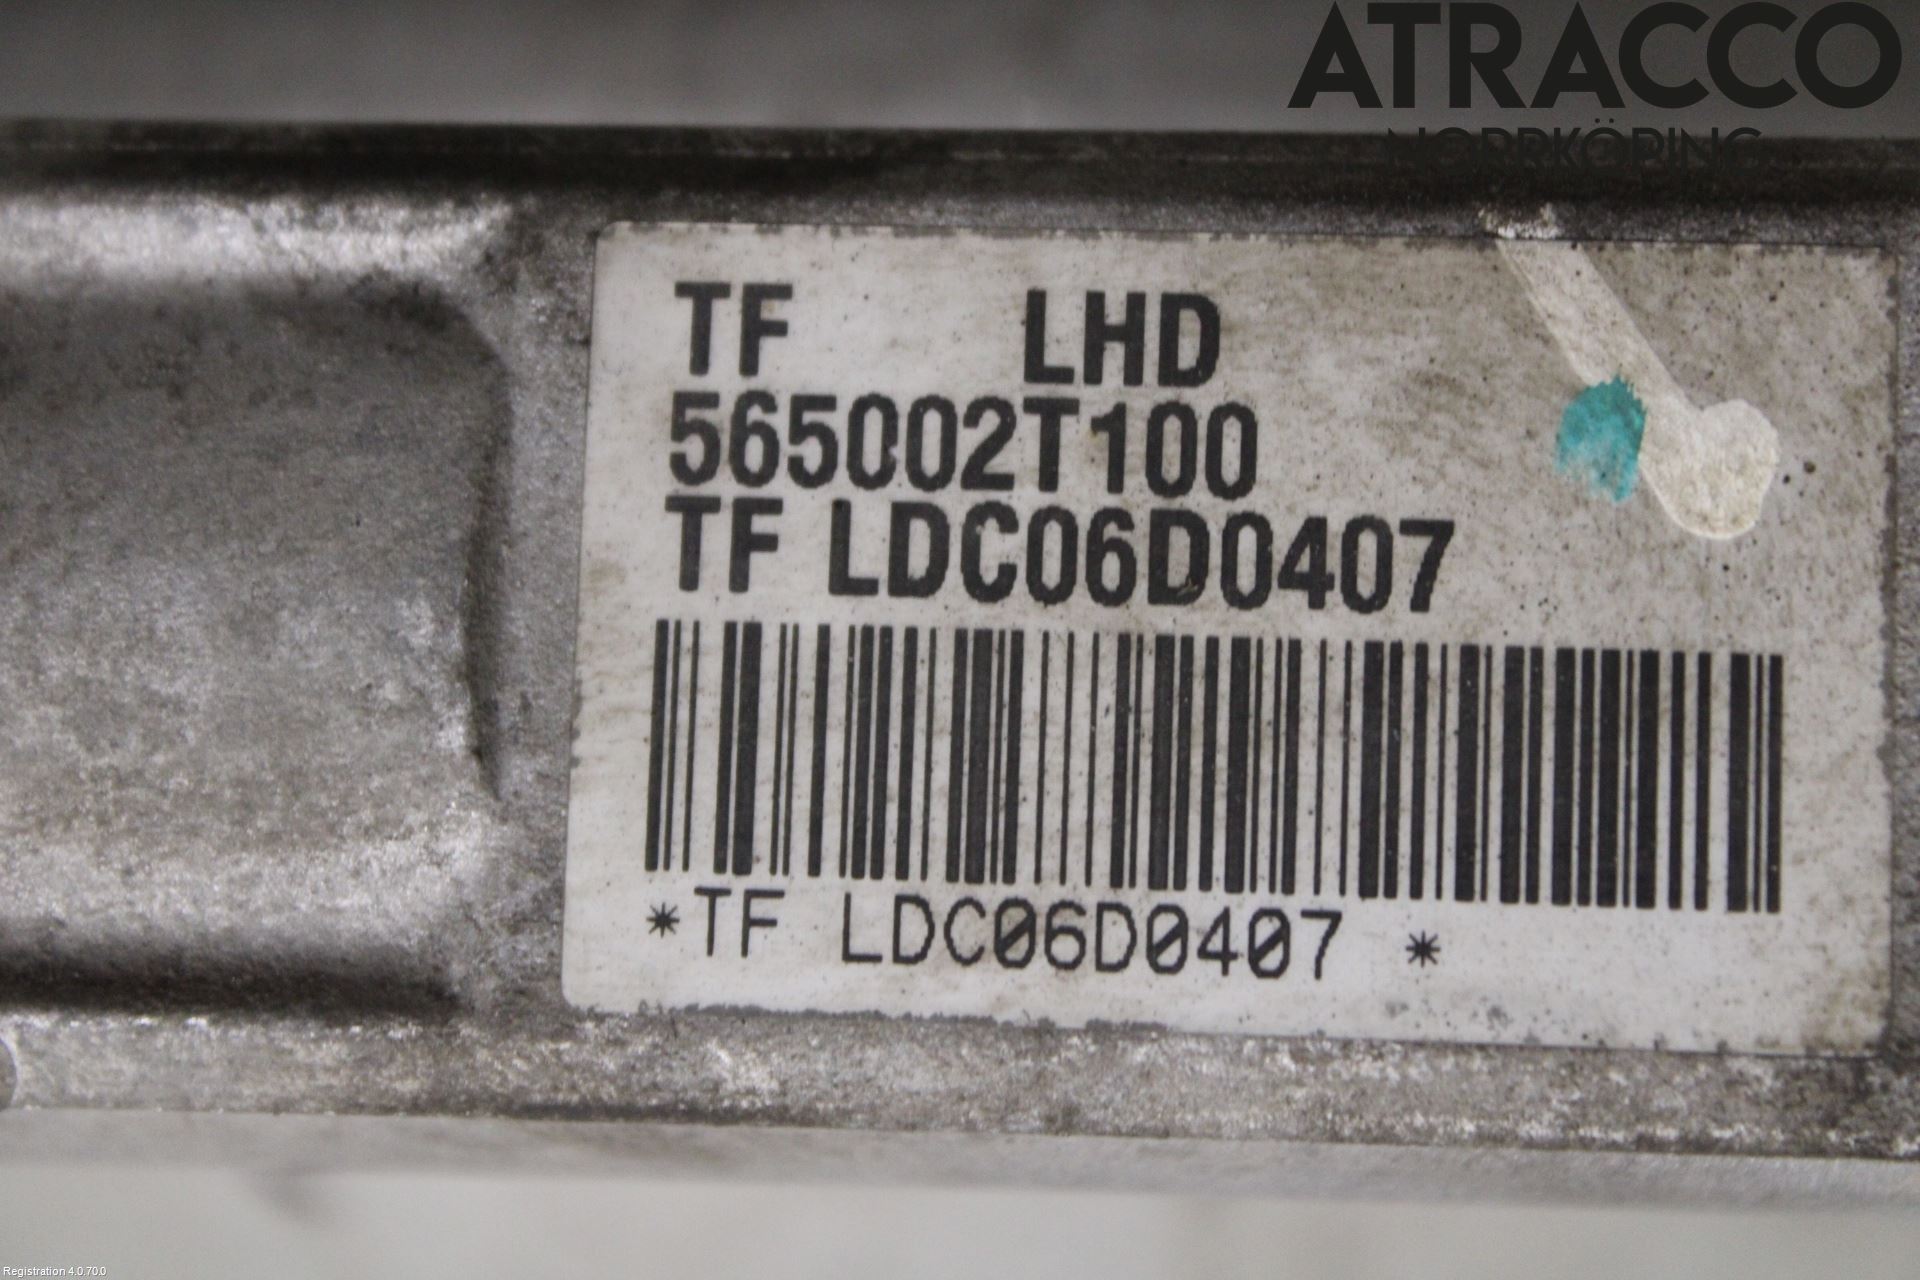 ATRACCO
NORRKÖPING
TF LHD
565002T100
TF LDC06D0407
*TF LDC06D0407 *
Registration 4.0.70.0